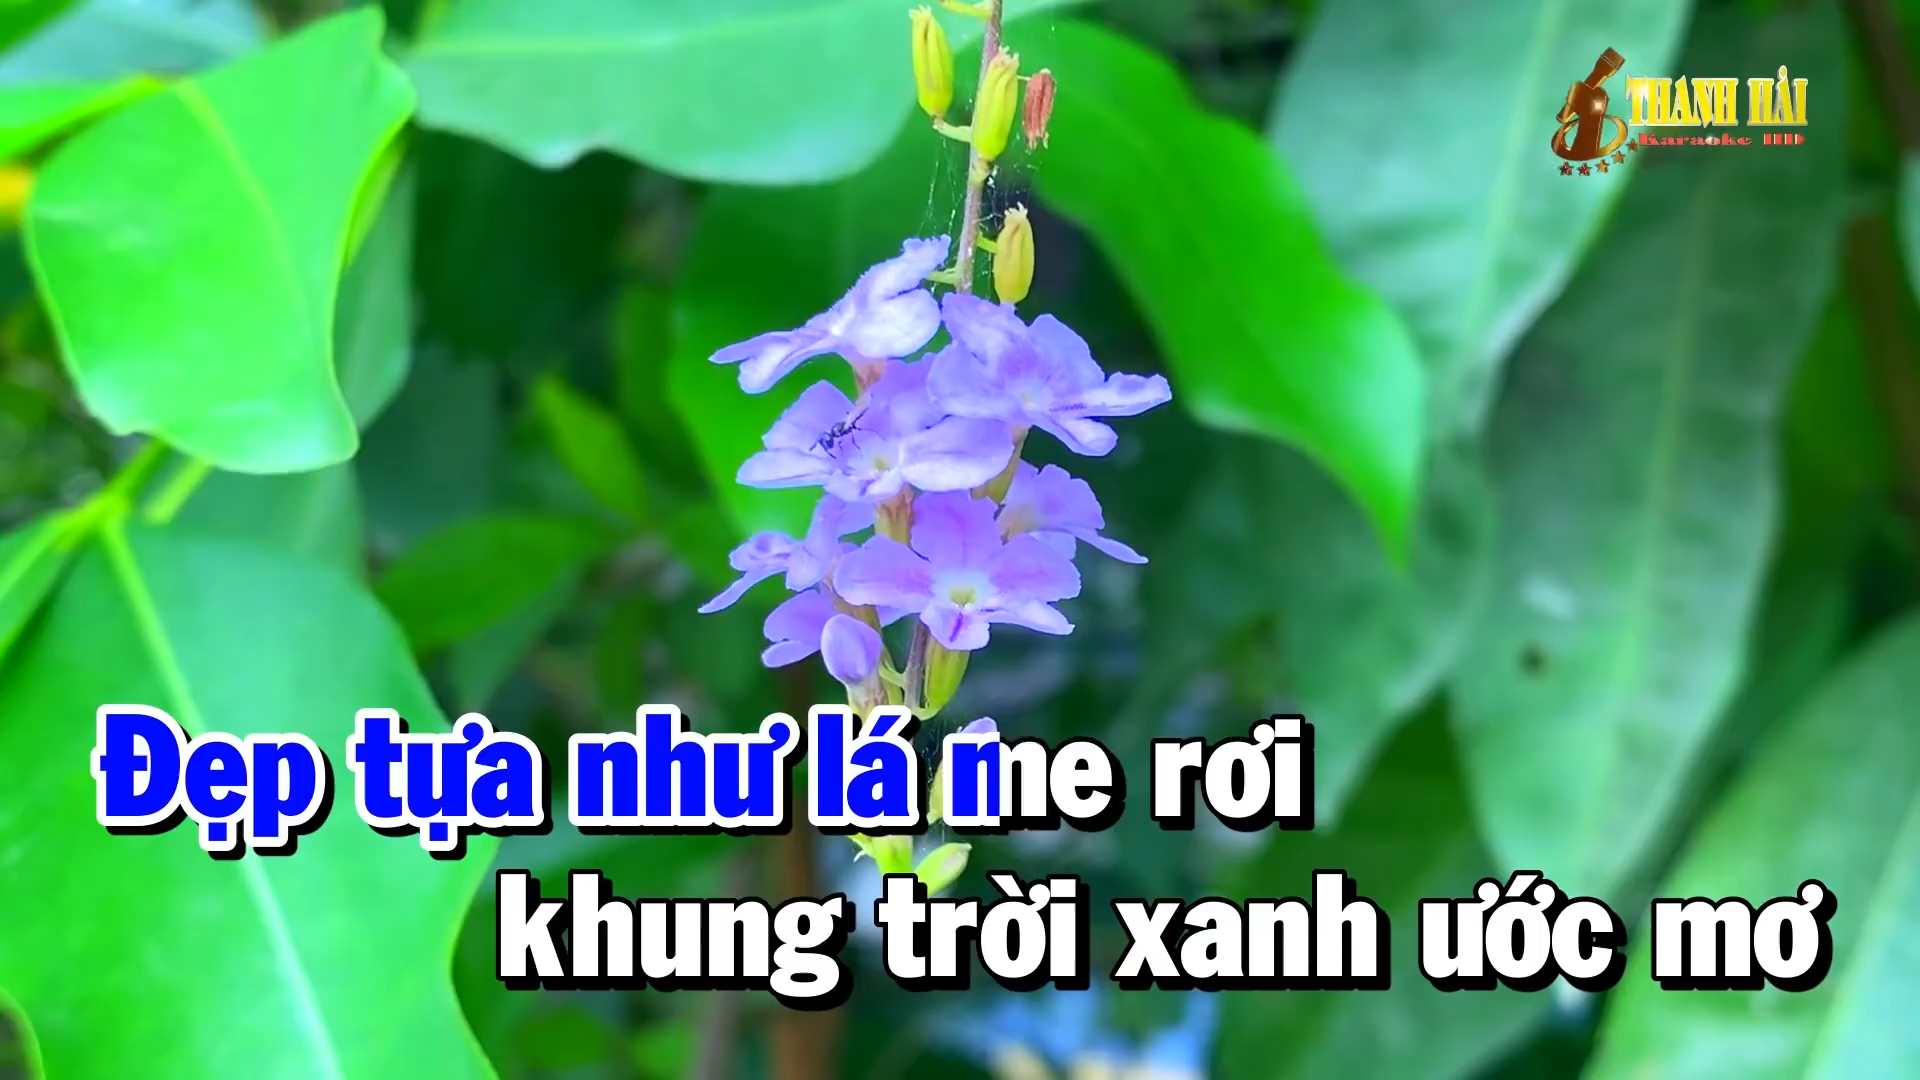 THANH HẢI
Karaoke HD
Đẹp tựa như lá me rơi
khung trời xanh ước mơ